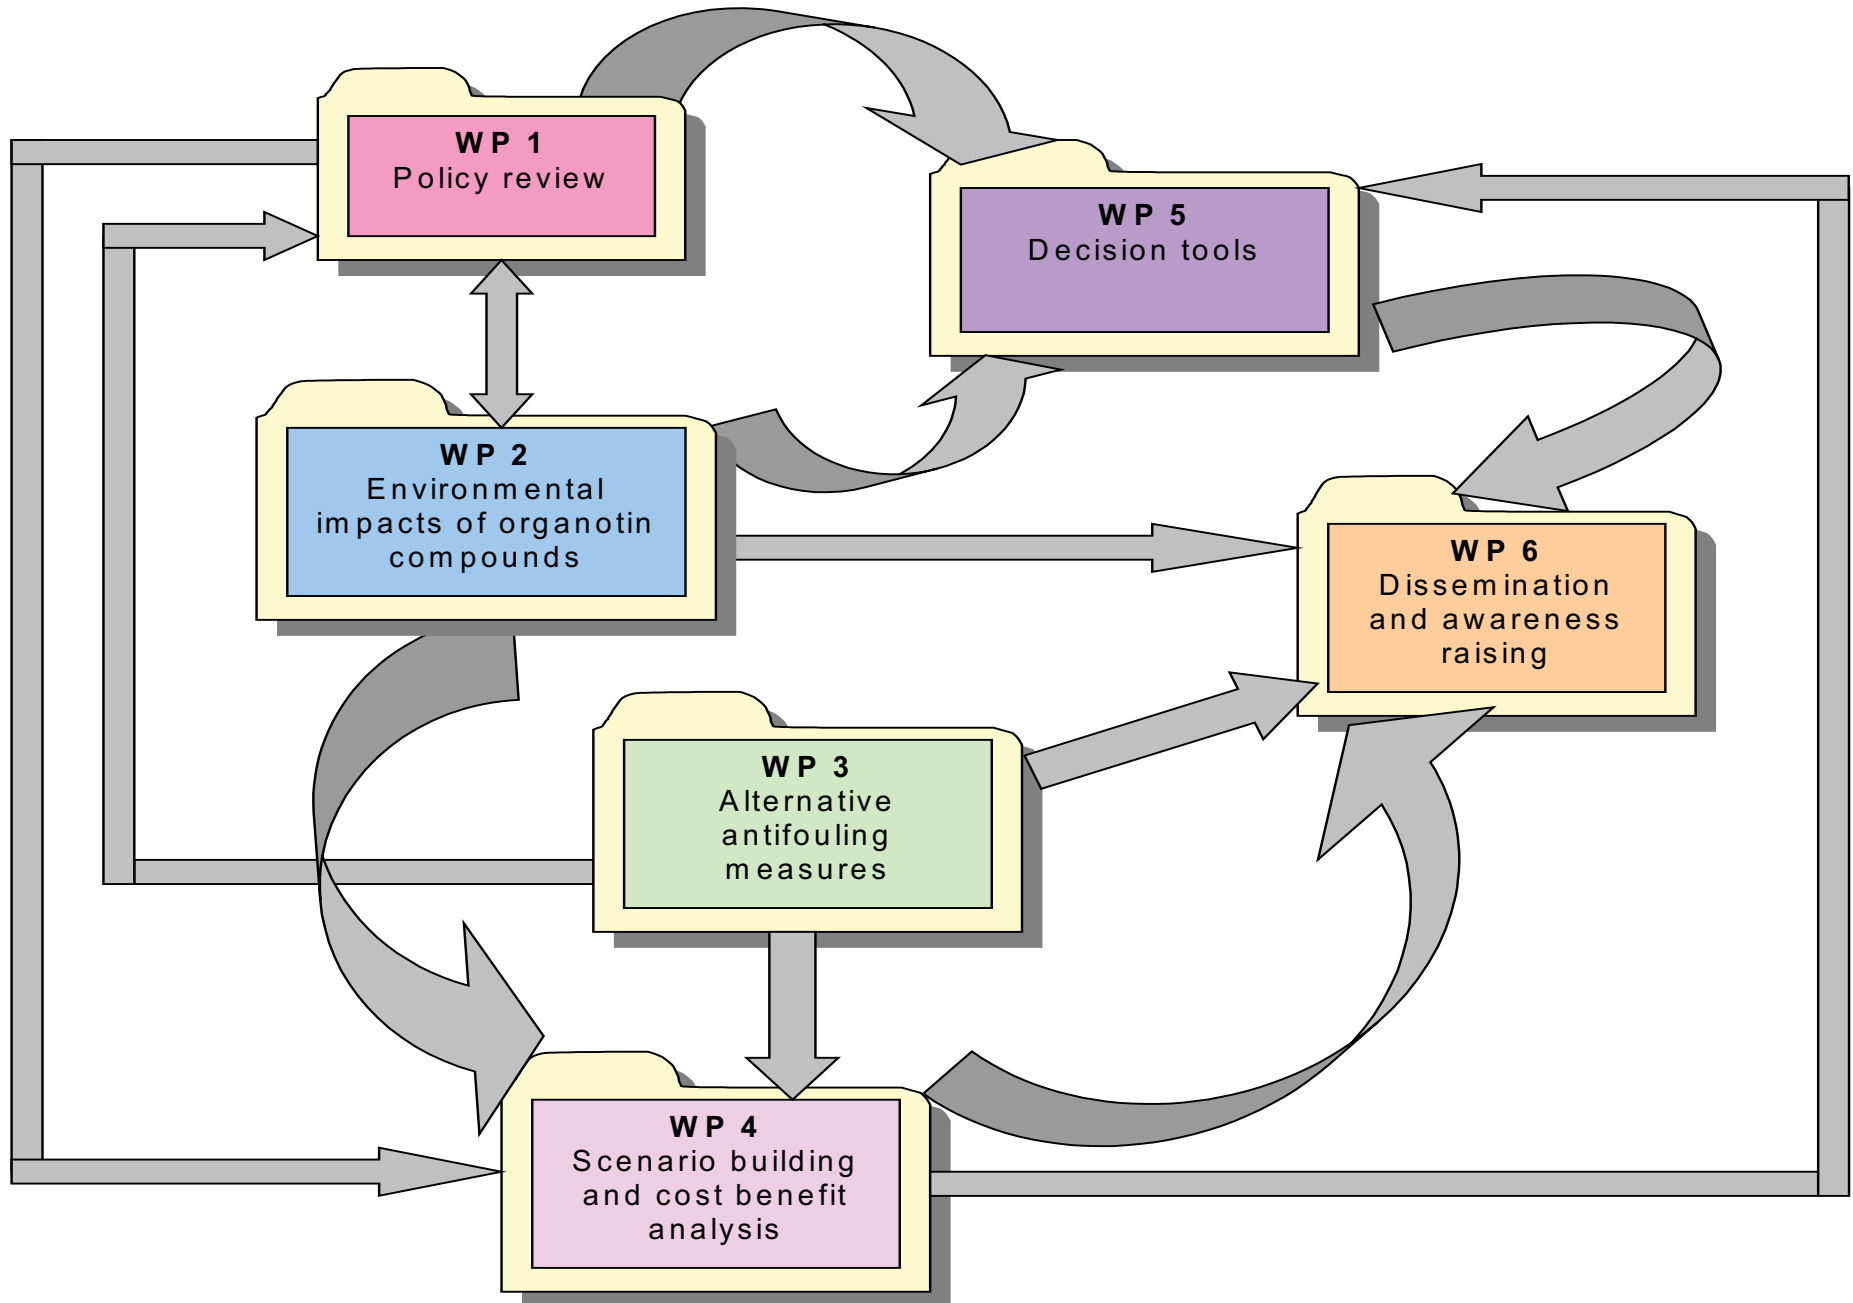 WP 1
Policy review
WP 5
Decision tools
WP 2
Environmental
impacts of organotin
compounds
WP 6
Dissemination
and awareness
raising
WP 3
Alternative
antifouling
measures
WP 4
Scenario building
and cost benefit
analysis